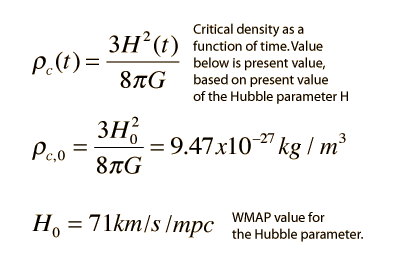 ρ_c(t) = 3H²(t) / 8πG
Critical density as a
function of time. Value
below is present value,
based on present value
of the Hubble parameter H
ρ_c,0 = 3H₀² / 8πG = 9.47x10⁻²⁷ kg / m³
H₀ = 71km/s/mpc
WMAP value for
the Hubble parameter.